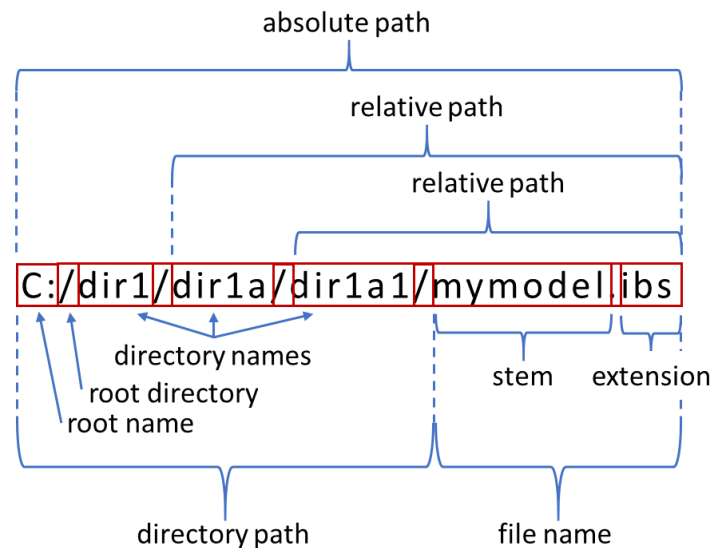 absolute path
relative path
relative path
C:/dir1/dir1a/dir1a1/mymodel.ibs
directory names
stem
extension
root directory
root name
directory path
file name